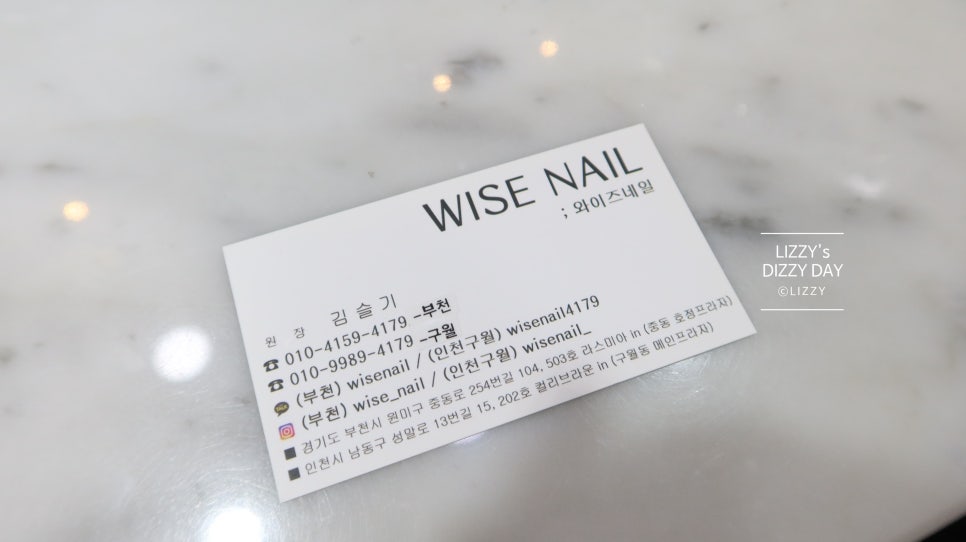 WISE NAIL
; 와이즈네일
원 장 김 슬 기
☎ 010-4159-4179 -부천
☎ 010-9989-4179 -구월
TALK (부천) wisenail / (인천구월) wisenail4179
(부천) wise_nail / (인천구월) wisenail_
■ 경기도 부천시 원미구 중동로 254번길 104, 503호 라스미아 in (중동 호정프라자)
■ 인천시 남동구 성말로 13번길 15, 202호 컬리브라운 in (구월동 메인프라자)
LIZZY's
DIZZY DAY
©LIZZY